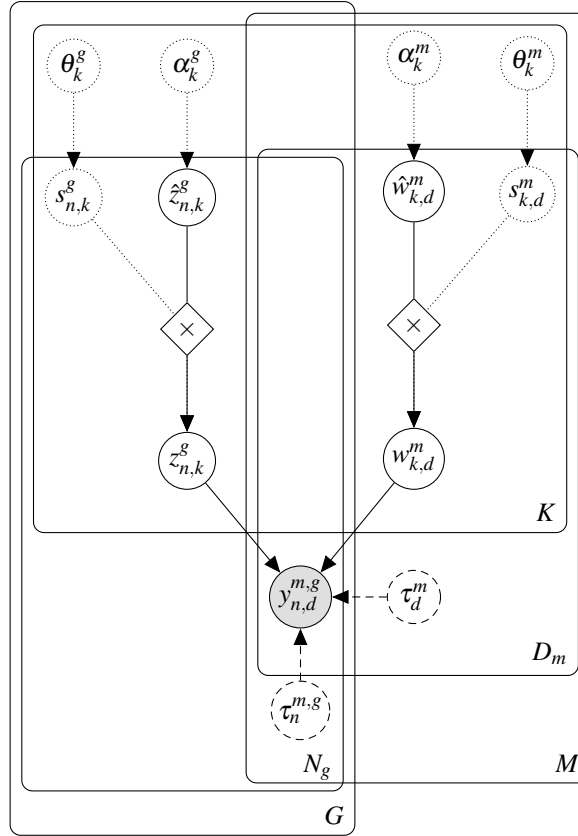 θ_k^g α_k^g α_k^m θ_k^m
s_{n,k}^g ẑ_{n,k}^g ŵ_{k,d}^m s_{k,d}^m
× ×
z_{n,k}^g w_{k,d}^m
K
y_{n,d}^{m,g} τ_d^m
D_m
τ_n^{m,g}
N_g M
G